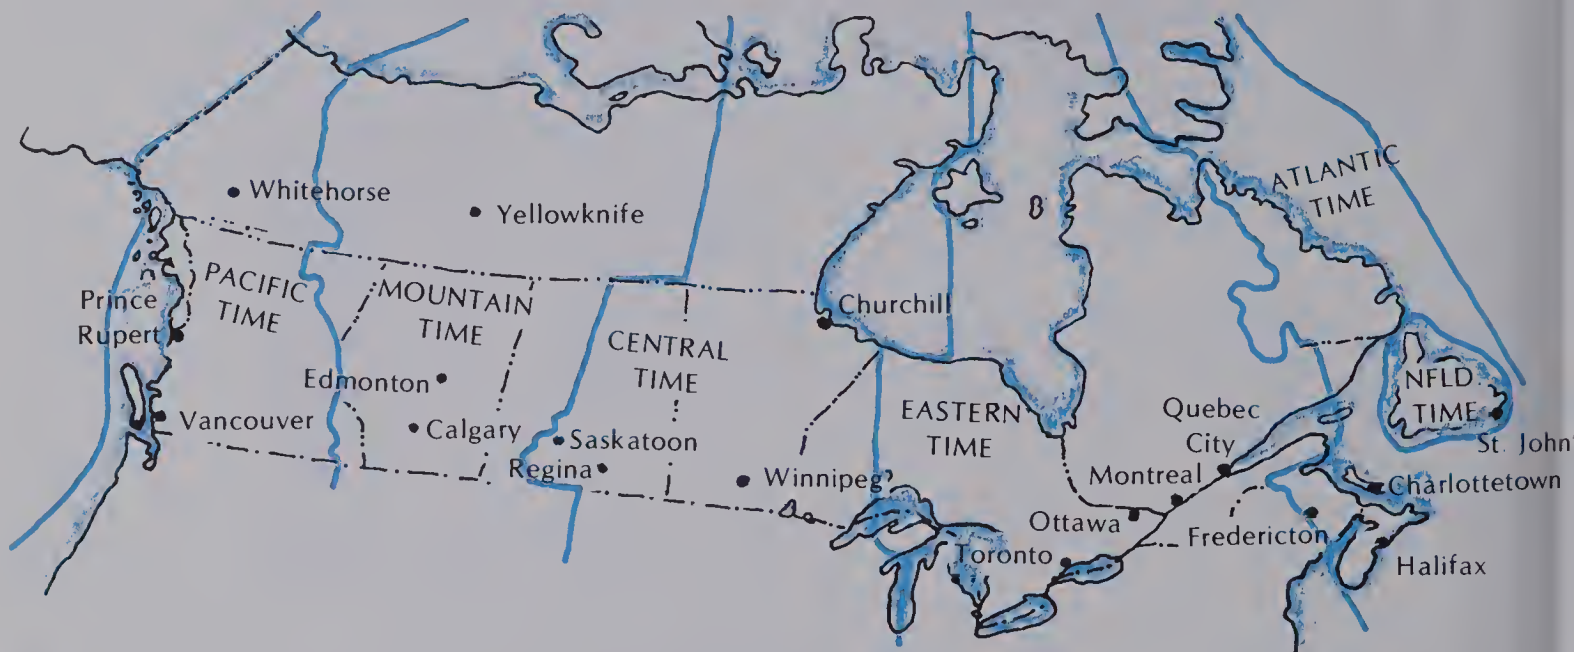 Whitehorse
Yellowknife
ATLANTIC
TIME
PACIFIC
TIME
MOUNTAIN
TIME
Prince
Rupert
Churchill
CENTRAL
TIME
Edmonton
NFLD.
TIME
EASTERN
TIME
Quebec
City
Vancouver
Calgary
Saskatoon
St. John'
Regina
Winnipeg
Montreal
Charlottetown
Ottawa
Fredericton
Toronto
Halifax